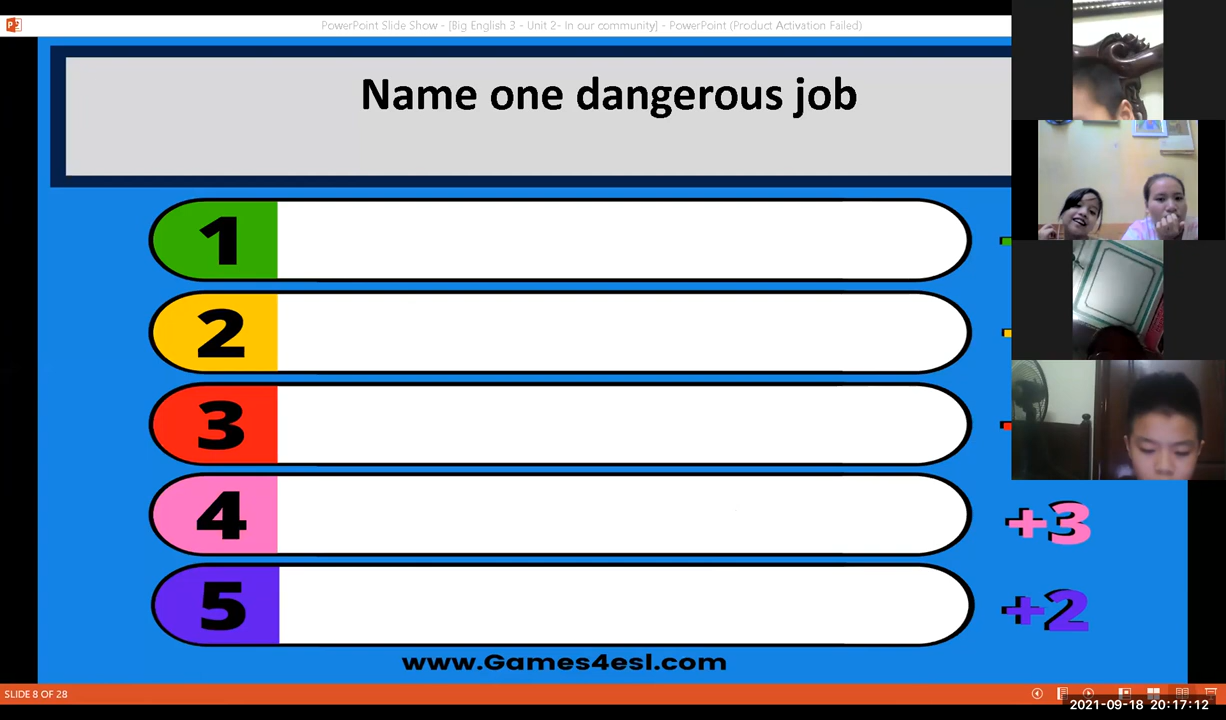 PowerPoint Slide Show - [Big English 3 - Unit 2- In our community] - PowerPoint (Product Activation Failed)
Name one dangerous job
1
2
3
4 +3
5 +2
www.Games4esl.com
SLIDE 8 OF 28
2021-09-18 20:17:12